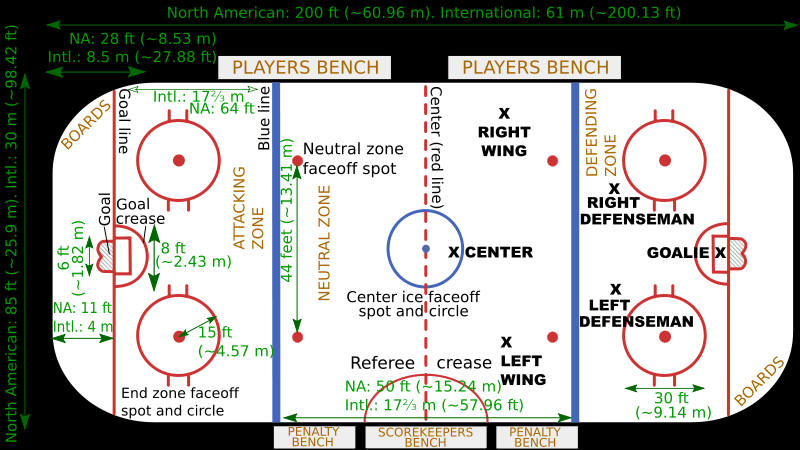 North American: 200 ft (~60.96 m). International: 61 m (~200.13 ft)
NA: 28 ft (~8.53 m)
Intl.: 8.5 m (~27.88 ft)
North American: 85 ft (~25.9 m). Intl: 30 m (~98.42 ft)
PLAYERS BENCH
PLAYERS BENCH
BOARDS
Goal line
Intl.: 17⅔ m
NA: 64 ft
Blue line
Neutral zone
faceoff spot
Center (red line)
X
RIGHT
WING
DEFENDING
ZONE
ATTACKING
ZONE
44 feet (~13.41 m)
NEUTRAL ZONE
X
RIGHT
DEFENSEMAN
Goal
Goal
crease
6 ft
(~1.82 m)
8 ft
(~2.43 m)
X CENTER
GOALIE X
Center ice faceoff
spot and circle
X
LEFT
DEFENSEMAN
NA: 11 ft
Intl.: 4 m
15 ft
(~4.57 m)
X
LEFT
WING
Referee crease
NA: 50 ft (~15.24 m)
Intl: 17⅔ m (~57.96 ft)
End zone faceoff
spot and circle
30 ft
(~9.14 m)
BOARDS
PENALTY
BENCH
SCOREKEEPERS
BENCH
PENALTY
BENCH